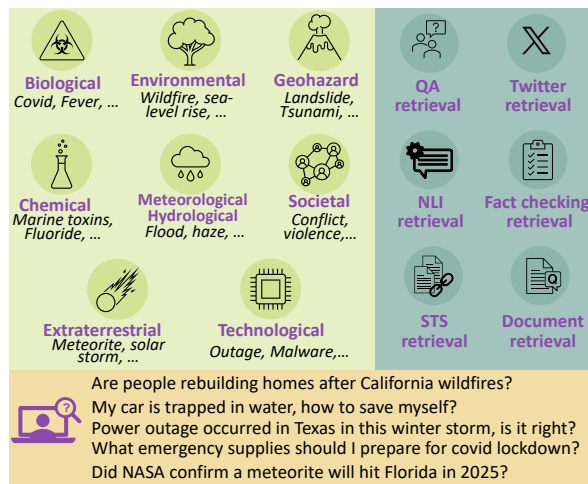 Biological
Covid, Fever, ...
Environmental
Wildfire, sea-
level rise, ...
Geohazard
Landslide,
Tsunami, ...
Chemical
Marine toxins,
Fluoride, ...
Meteorological
Hydrological
Flood, haze, ...
Societal
Conflict,
violence,...
Extraterrestrial
Meteorite, solar
storm, ...
Technological
Outage, Malware,...
?
QA
retrieval
X
Twitter
retrieval
NLI
retrieval
Fact checking
retrieval
STS
retrieval
Q
Document
retrieval
?
Are people rebuilding homes after California wildfires?
My car is trapped in water, how to save myself?
Power outage occurred in Texas in this winter storm, is it right?
What emergency supplies should I prepare for covid lockdown?
Did NASA confirm a meteorite will hit Florida in 2025?